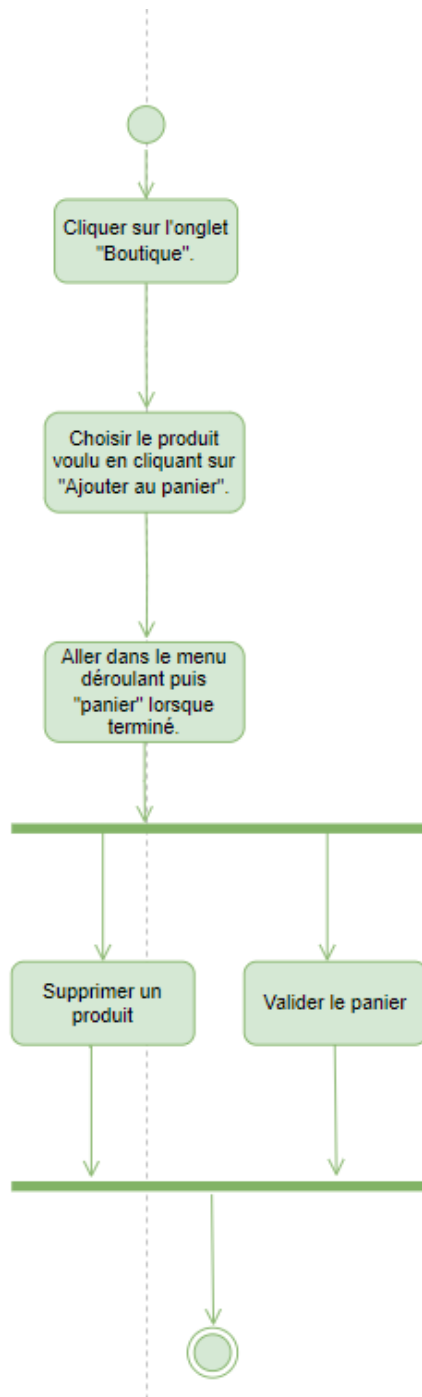 Cliquer sur l'onglet
"Boutique".
Choisir le produit
voulu en cliquant sur
"Ajouter au panier".
Aller dans le menu
déroulant puis
"panier" lorsque
terminé.
Supprimer un
produit
Valider le panier